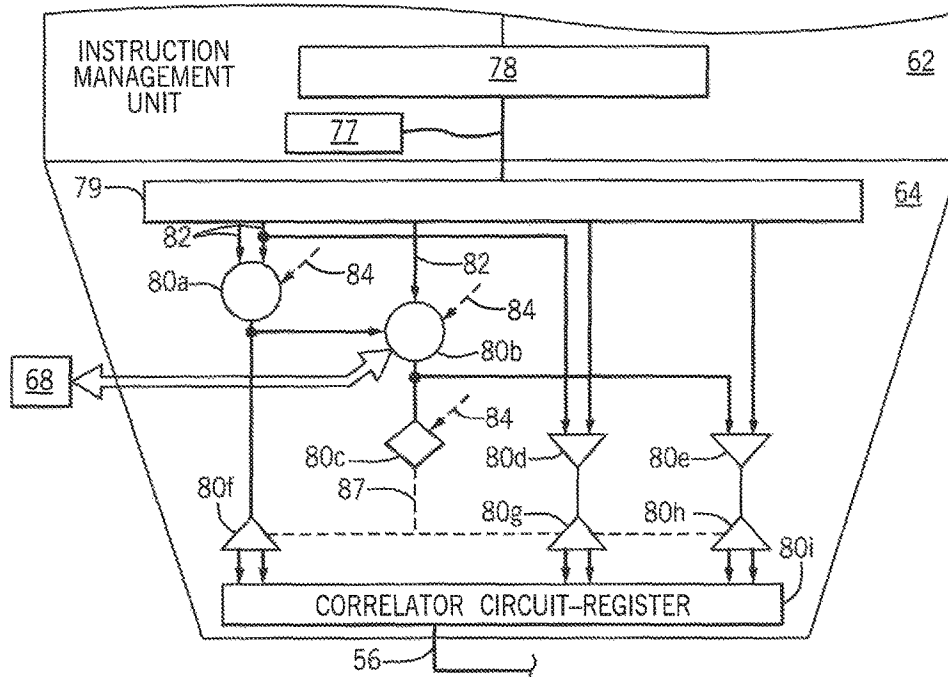 INSTRUCTION
MANAGEMENT
UNIT
78
62
77
79
64
82
82
84
80a
84
80b
68
84
80c
80d
80e
87
80f
80g
80h
80i
CORRELATOR CIRCUIT–REGISTER
56